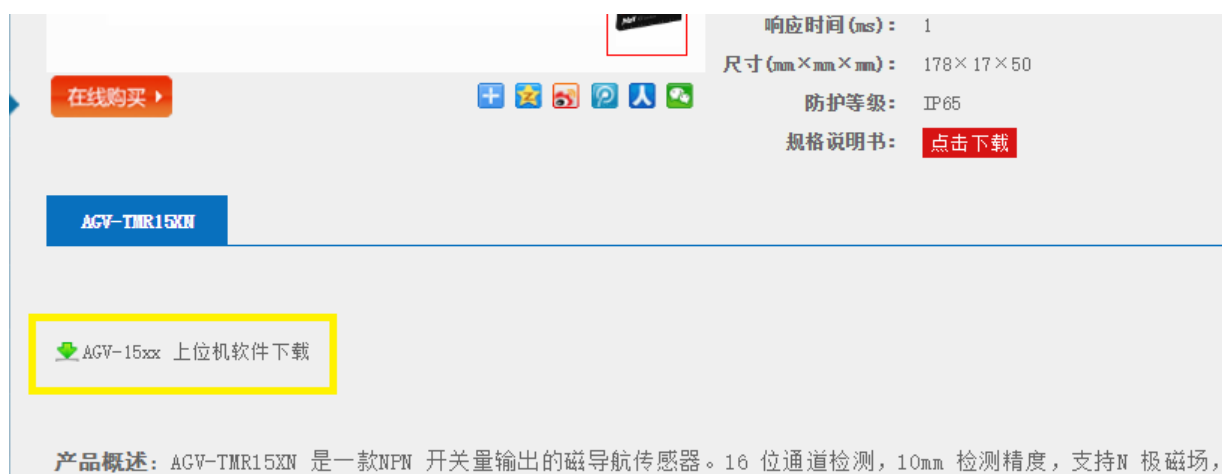 响应时间(ms): 1
尺寸(mm×mm×mm): 178×17×50
在线购买
防护等级: IP65
规格说明书: 点击下载
AGV-TMR15XN
AGV-15xx 上位机软件下载
产品概述: AGV-TMR15XN 是一款NPN 开关量输出的磁导航传感器。16 位通道检测, 10mm 检测精度, 支持N 极磁场,